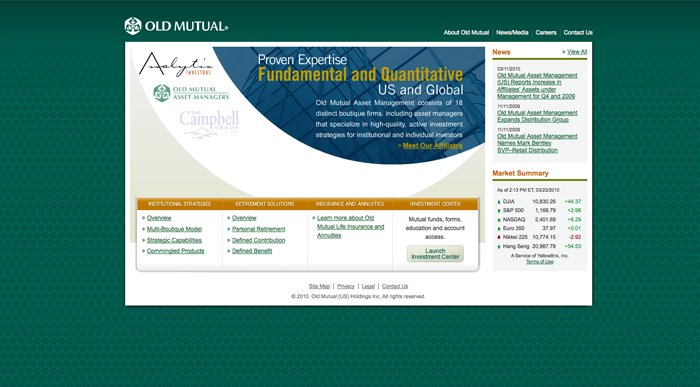 OLD MUTUAL®
About Old Mutual | News/Media | Careers | Contact Us
Analytic
INVESTORS
OLD MUTUAL
ASSET MANAGERS
THE
Campbell
GROUP
Proven Expertise
Fundamental and Quantitative
US and Global
Old Mutual Asset Management consists of 18
distinct boutique firms, including asset managers
that specialize in high-quality, active investment
strategies for institutional and individual investors
» Meet Our Affiliates
News
» View All
03/11/2010
Old Mutual Asset Management
(US) Reports Increase in
Affiliates' Assets under
Management for Q4 and 2009
11/11/2009
Old Mutual Asset Management
Expands Distribution Group
11/11/2009
Old Mutual Asset Management
Names Mark Bentley
SVP–Retail Distribution
Market Summary
As of 2:13 PM ET, 03/23/2010
DJIA 10,830.26 +44.37
S&P 500 1,168.79 +2.98
NASDAQ 2,401.69 +6.29
Euro 350 37.97 +0.01
Nikkei 225 10,774.15 -2.92
Hang Seng 20,987.78 +54.53
A Service of YellowBrix, Inc.
Terms of Use
INSTITUTIONAL STRATEGIES
» Overview
» Multi-Boutique Model
» Strategic Capabilities
» Commingled Products
RETIREMENT SOLUTIONS
» Overview
» Personal Retirement
» Defined Contribution
» Defined Benefit
INSURANCE AND ANNUITIES
» Learn more about Old
Mutual Life Insurance and
Annuities
INVESTMENT CENTER
Mutual funds, forms,
education and account
access.
Launch
Investment Center
Site Map | Privacy | Legal | Contact Us
© 2010, Old Mutual (US) Holdings Inc. All rights reserved.